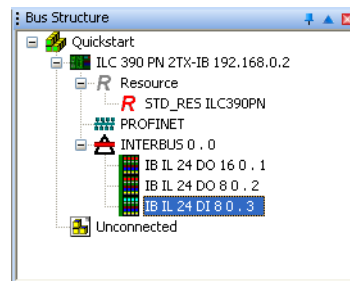 Bus Structure
Quickstart
ILC 390 PN 2TX-IB 192.168.0.2
R Resource
R STD_RES ILC390PN
PROFINET
INTERBUS 0 . 0
IB IL 24 DO 16 0 . 1
IB IL 24 DO 8 0 . 2
IB IL 24 DI 8 0 . 3
Unconnected